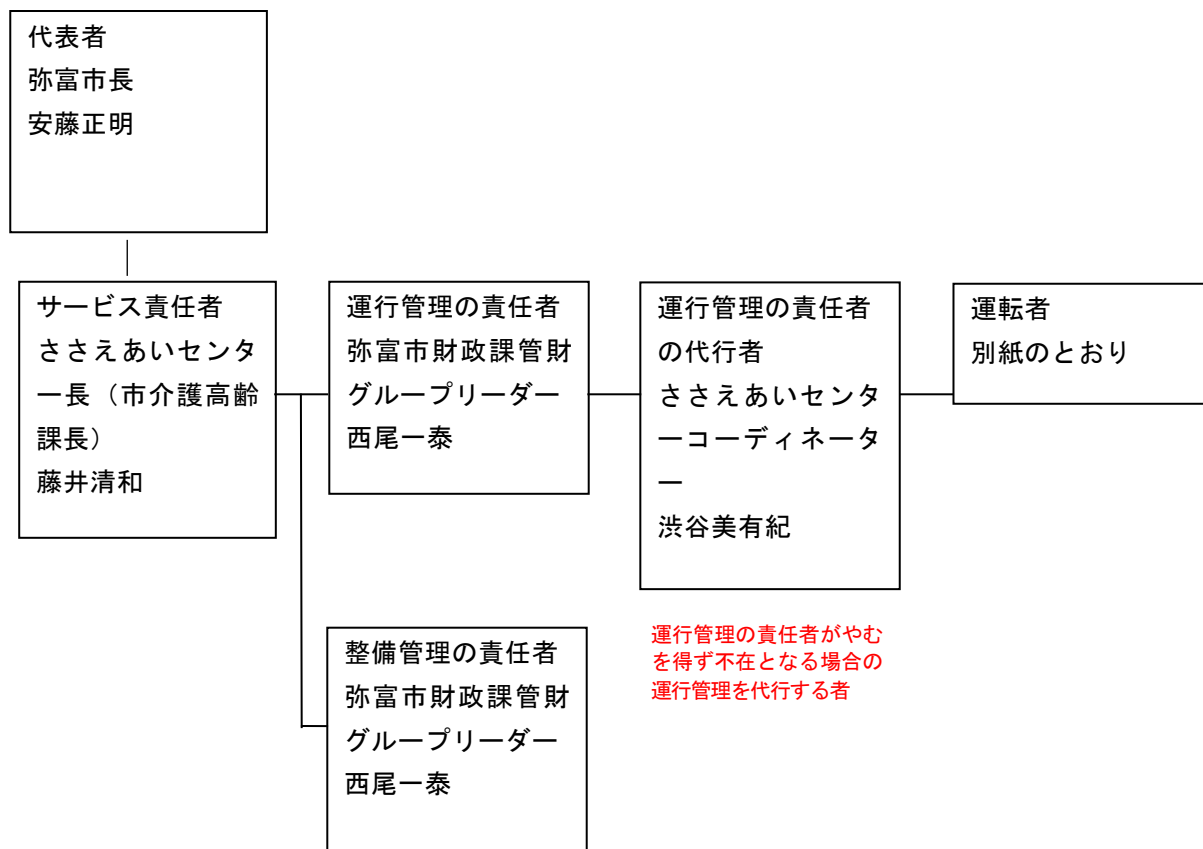 代表者
弥富市長
安藤正明
サービス責任者
ささえあいセンタ
ー長（市介護高齢
課長）
藤井清和
運行管理の責任者
弥富市財政課管財
グループリーダー
西尾一泰
運行管理の責任者
の代行者
ささえあいセンタ
ーコーディネータ
ー
渋谷美有紀
運転者
別紙のとおり
運行管理の責任者がやむ
を得ず不在となる場合の
運行管理を代行する者
整備管理の責任者
弥富市財政課管財
グループリーダー
西尾一泰